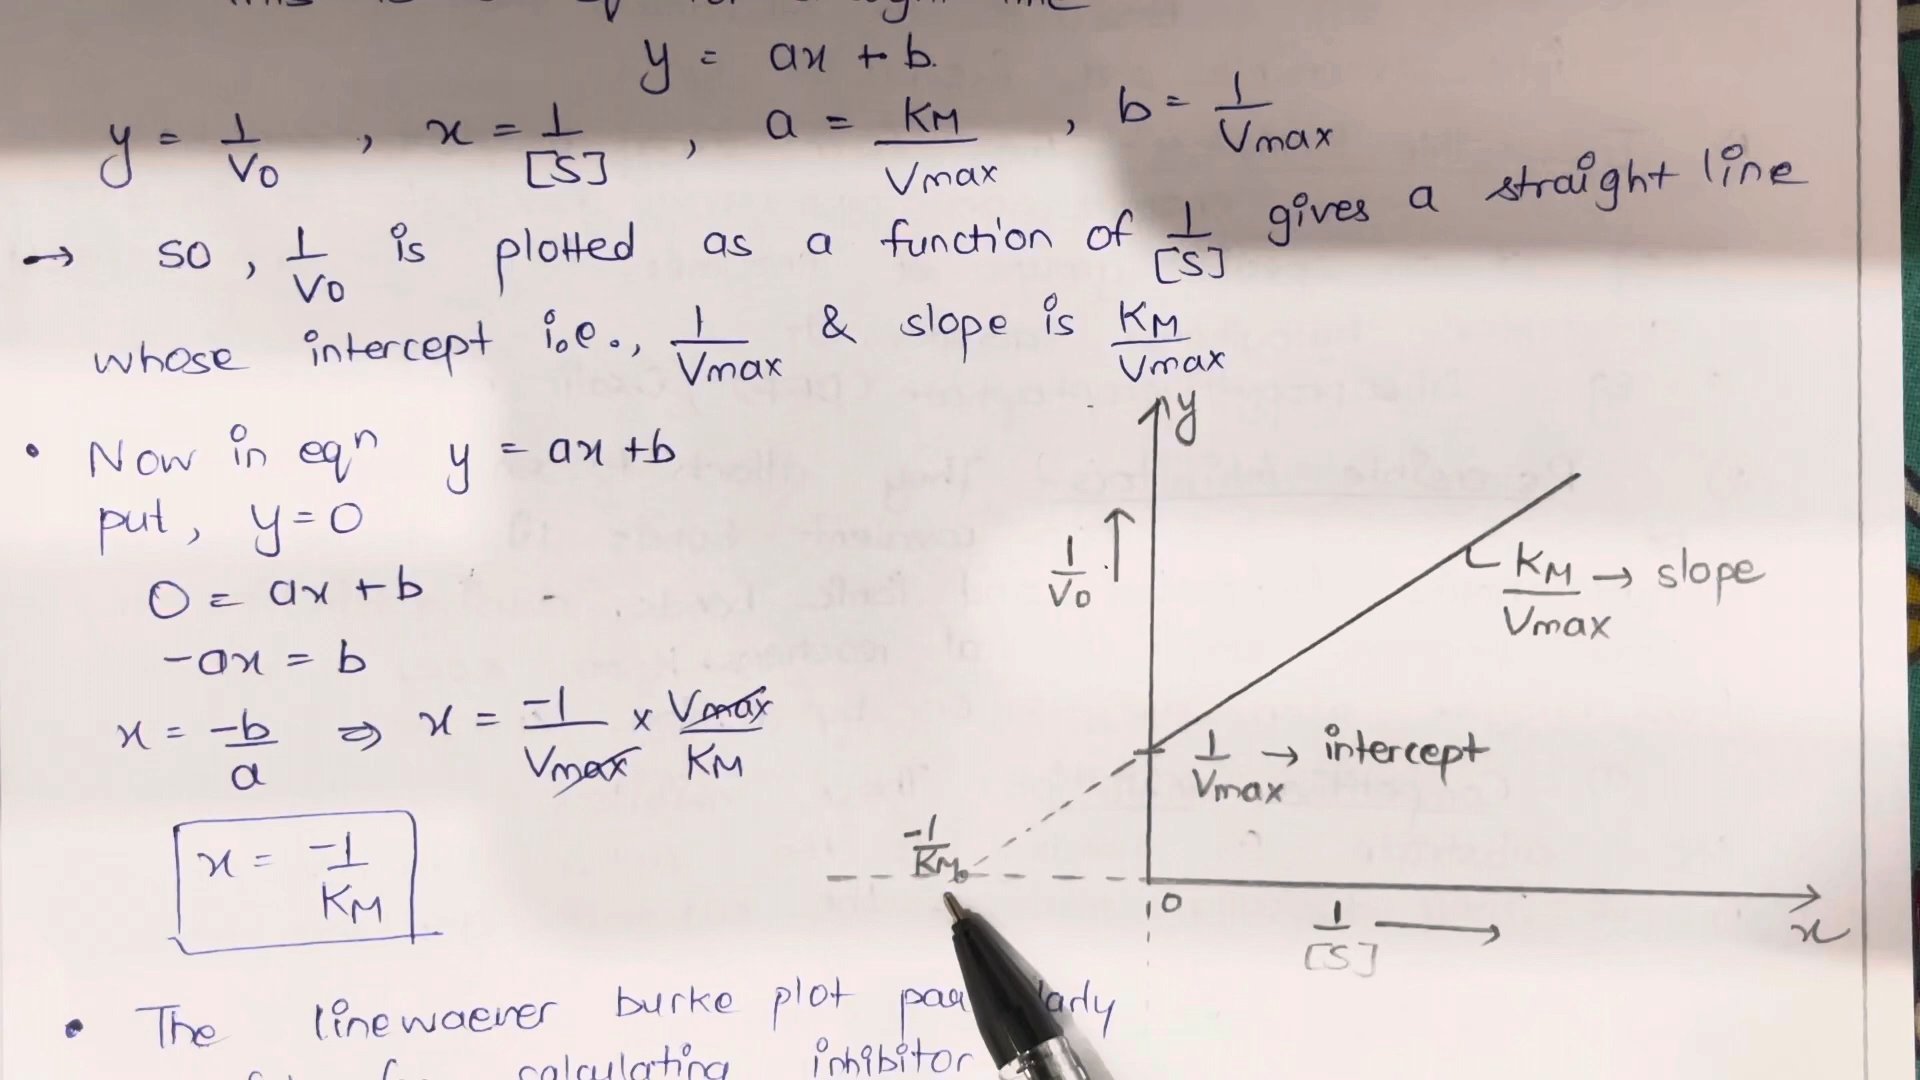 y = ax + b.
y = 1/V0 , x = 1/[S] , a = KM/Vmax , b = 1/Vmax
→ so , 1/V0 is plotted as a function of 1/[S] gives a straight line
whose intercept i.e., 1/Vmax & slope is KM/Vmax
• Now in eqn y = ax + b
put, y = 0
0 = ax + b
-ax = b
x = -b/a ⇒ x = -1/Vmax x Vmax/KM
x = -1/KM
y
1/V0 ↑
KM/Vmax → slope
1/Vmax → intercept
-1/KM
0
1/[S] →
x
• The linewaever burke plot
calculating inhibitor